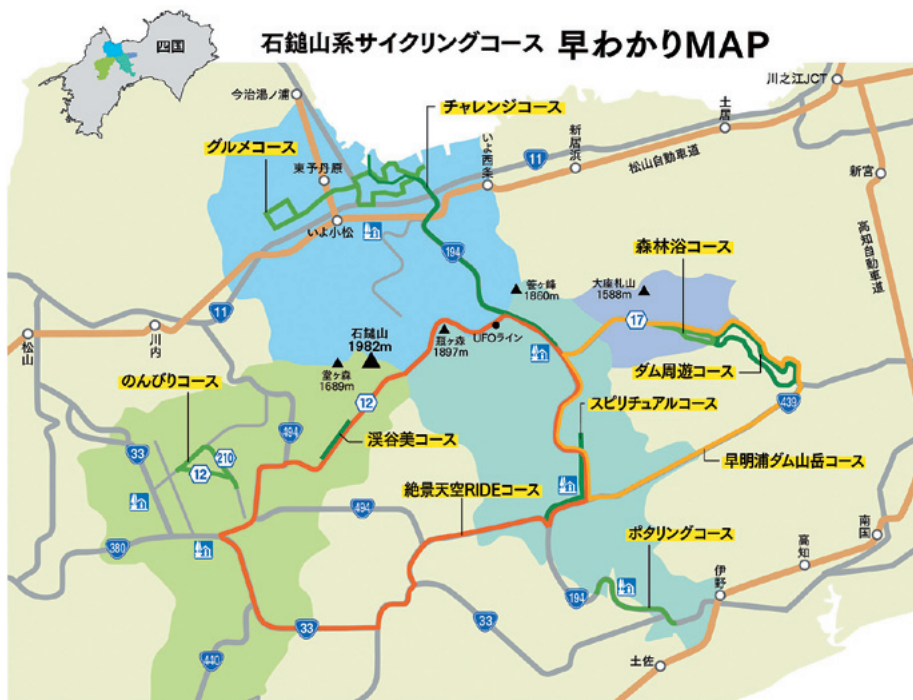 四国
石鎚山系サイクリングコース 早わかりMAP
川之江JCT
今治湯ノ浦
チャレンジコース
土居
新居浜
いよ西条
グルメコース
11
松山自動車道
新宮
東予丹原
いよ小松
高知自動車道
194
森林浴コース
笹ヶ峰
1860m
大座礼山
1588m
11
17
石鎚山
1982m
瓶ヶ森
1897m
UFOライン
松山
川内
堂ヶ森
1689m
ダム周遊コース
のんびりコース
12
スピリチュアルコース
439
494
渓谷美コース
33
210
12
早明浦ダム山岳コース
絶景天空RIDEコース
494
南国
380
ポタリングコース
高知
伊野
194
33
33
440
土佐